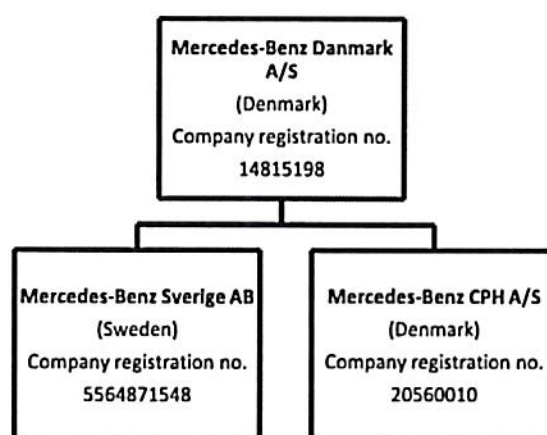 Mercedes-Benz Danmark
A/S
(Denmark)
Company registration no.
14815198
Mercedes-Benz Sverige AB
(Sweden)
Company registration no.
5564871548
Mercedes-Benz CPH A/S
(Denmark)
Company registration no.
20560010